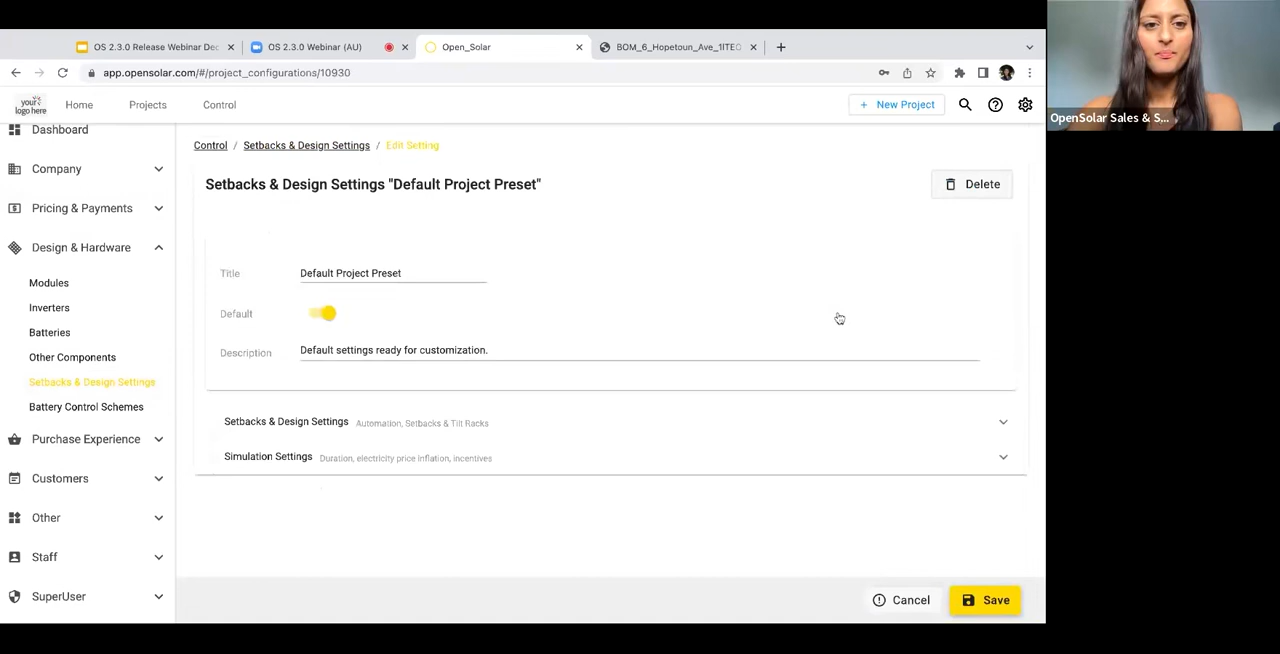 OS 2.3.0 Release Webinar Dec
OS 2.3.0 Webinar (AU)
Open_Solar
BOM_6_Hopetoun_Ave_1ITEC
app.opensolar.com/#/project_configurations/10930
OpenSolar Sales & S...
your
logo here
Home
Projects
Control
+ New Project
Dashboard
Company
Pricing & Payments
Design & Hardware
Modules
Inverters
Batteries
Other Components
Setbacks & Design Settings
Battery Control Schemes
Purchase Experience
Customers
Other
Staff
SuperUser
Control / Setbacks & Design Settings / Edit Setting
Setbacks & Design Settings "Default Project Preset"
Delete
Title Default Project Preset
Default
Description Default settings ready for customization.
Setbacks & Design Settings Automation, Setbacks & Tilt Racks
Simulation Settings Duration, electricity price inflation, incentives
Cancel
Save